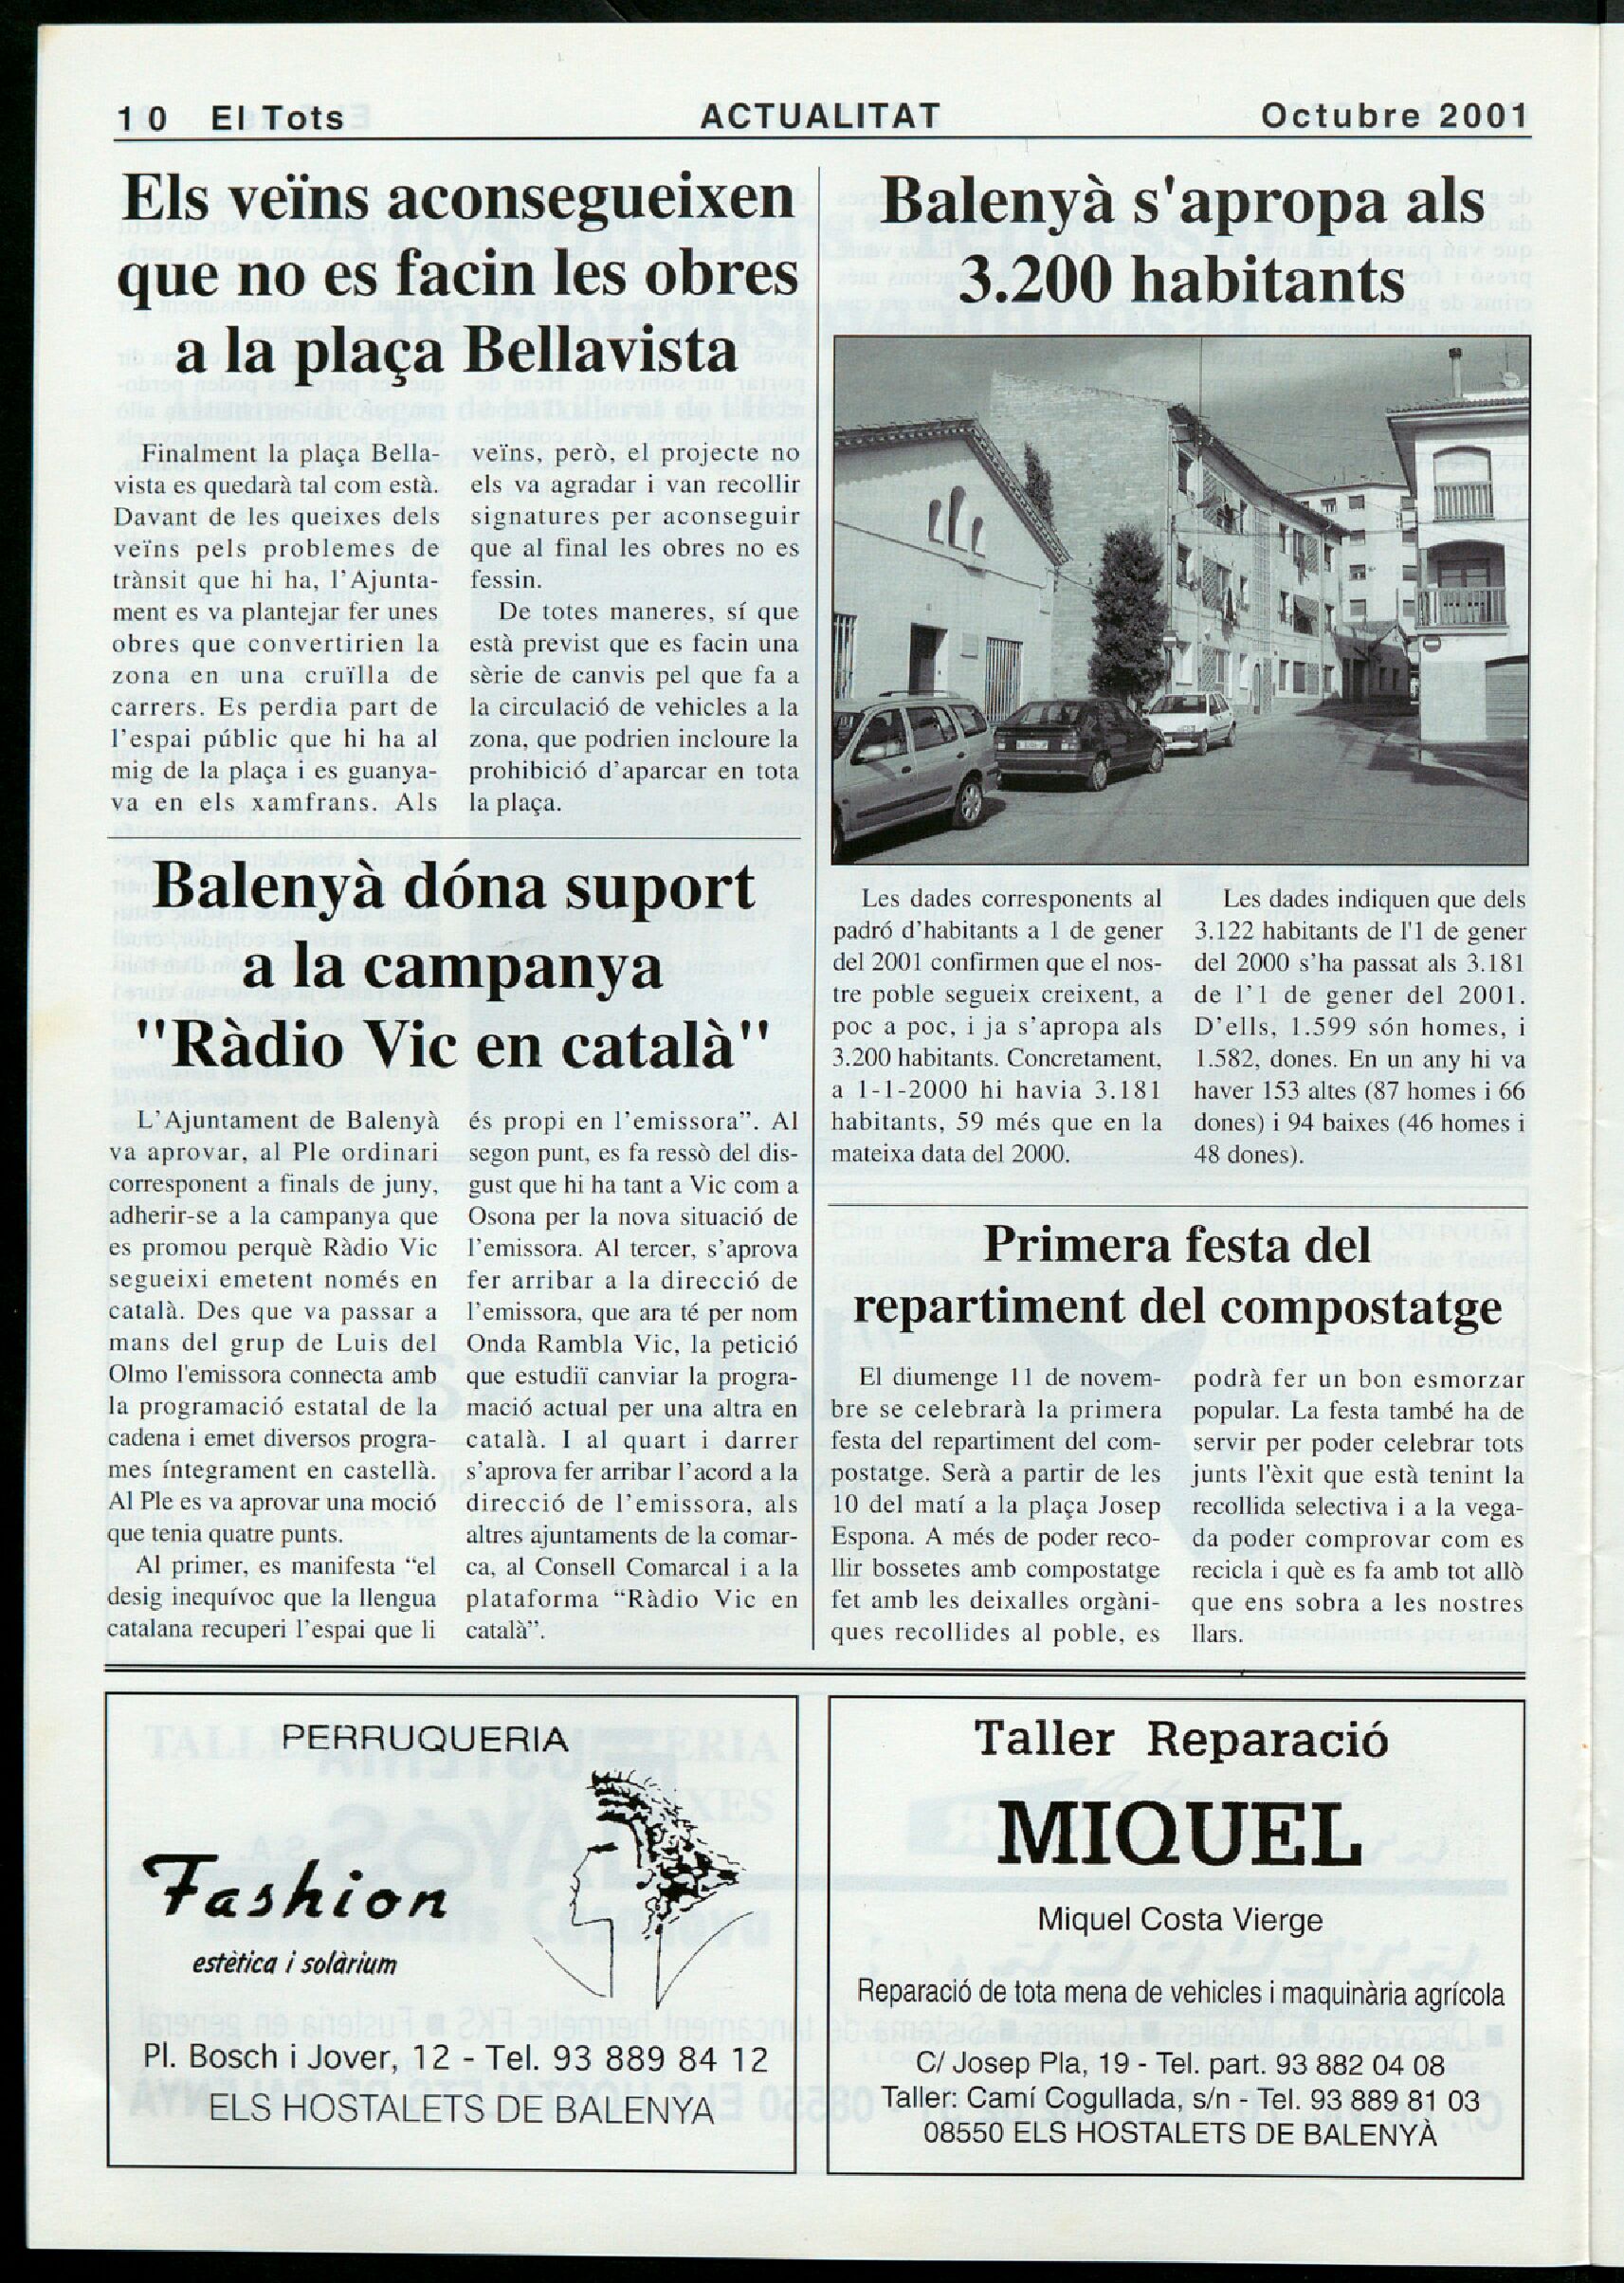 10 El Tots ACTUALITAT Octubre 2001
Els veïns aconsegueixen
que no es facin les obres
a la plaça Bellavista
Finalment la plaça Bella-
vista es quedarà tal com està.
Davant de les queixes dels
veïns pels problemes de
trànsit que hi ha, l'Ajunta-
ment es va plantejar fer unes
obres que convertirien la
zona en una cruïlla de
carrers. Es perdia part de
l'espai públic que hi ha al
mig de la plaça i es guanya-
va en els xamfrans. Als
veïns, però, el projecte no
els va agradar i van recollir
signatures per aconseguir
que al final les obres no es
fessin.
De totes maneres, sí que
està previst que es facin una
sèrie de canvis pel que fa a
la circulació de vehicles a la
zona, que podrien incloure la
prohibició d'aparcar en tota
la plaça.
Balenyà dóna suport
a la campanya
"Ràdio Vic en català"
L'Ajuntament de Balenyà
va aprovar, al Ple ordinari
corresponent a finals de juny,
adherir-se a la campanya que
es promou perquè Ràdio Vic
segueixi emetent només en
català. Des que va passar a
mans del grup de Luis del
Olmo l'emissora connecta amb
la programació estatal de la
cadena i emet diversos progra-
mes íntegrament en castellà.
Al Ple es va aprovar una moció
que tenia quatre punts.
Al primer, es manifesta “el
desig inequívoc que la llengua
catalana recuperi l'espai que li
és propi en l'emissora”. Al
segon punt, es fa ressò del dis-
gust que hi ha tant a Vic com a
Osona per la nova situació de
l'emissora. Al tercer, s'aprova
fer arribar a la direcció de
l'emissora, que ara té per nom
Onda Rambla Vic, la petició
que estudiï canviar la progra-
mació actual per una altra en
català. I al quart i darrer
s'aprova fer arribar l'acord a la
direcció de l'emissora, als
altres ajuntaments de la comar-
ca, al Consell Comarcal i a la
plataforma “Ràdio Vic en
català”.
Balenyà s'apropa als
3.200 habitants
Les dades corresponents al
padró d'habitants a 1 de gener
del 2001 confirmen que el nos-
tre poble segueix creixent, a
poc a poc, i ja s'apropa als
3.200 habitants. Concretament,
a 1-1-2000 hi havia 3.181
habitants, 59 més que en la
mateixa data del 2000.
Les dades indiquen que dels
3.122 habitants de l'1 de gener
del 2000 s'ha passat als 3.181
de l'1 de gener del 2001.
D'ells, 1.599 són homes, i
1.582, dones. En un any hi va
haver 153 altes (87 homes i 66
dones) i 94 baixes (46 homes i
48 dones).
Primera festa del
repartiment del compostatge
El diumenge 11 de novem-
bre se celebrarà la primera
festa del repartiment del com-
postatge. Serà a partir de les
10 del matí a la plaça Josep
Espona. A més de poder reco-
llir bossetes amb compostatge
fet amb les deixalles orgàni-
ques recollides al poble, es
podrà fer un bon esmorzar
popular. La festa també ha de
servir per poder celebrar tots
junts l'èxit que està tenint la
recollida selectiva i a la vega-
da poder comprovar com es
recicla i què es fa amb tot allò
que ens sobra a les nostres
llars.
PERRUQUERIA
Fashion
estètica i solàrium
Pl. Bosch i Jover, 12 - Tel. 93 889 84 12
ELS HOSTALETS DE BALENYA
Taller Reparació
MIQUEL
Miquel Costa Vierge
Reparació de tota mena de vehicles i maquinària agrícola
C/ Josep Pla, 19 - Tel. part. 93 882 04 08
Taller: Camí Cogullada, s/n - Tel. 93 889 81 03
08550 ELS HOSTALETS DE BALENYÀ